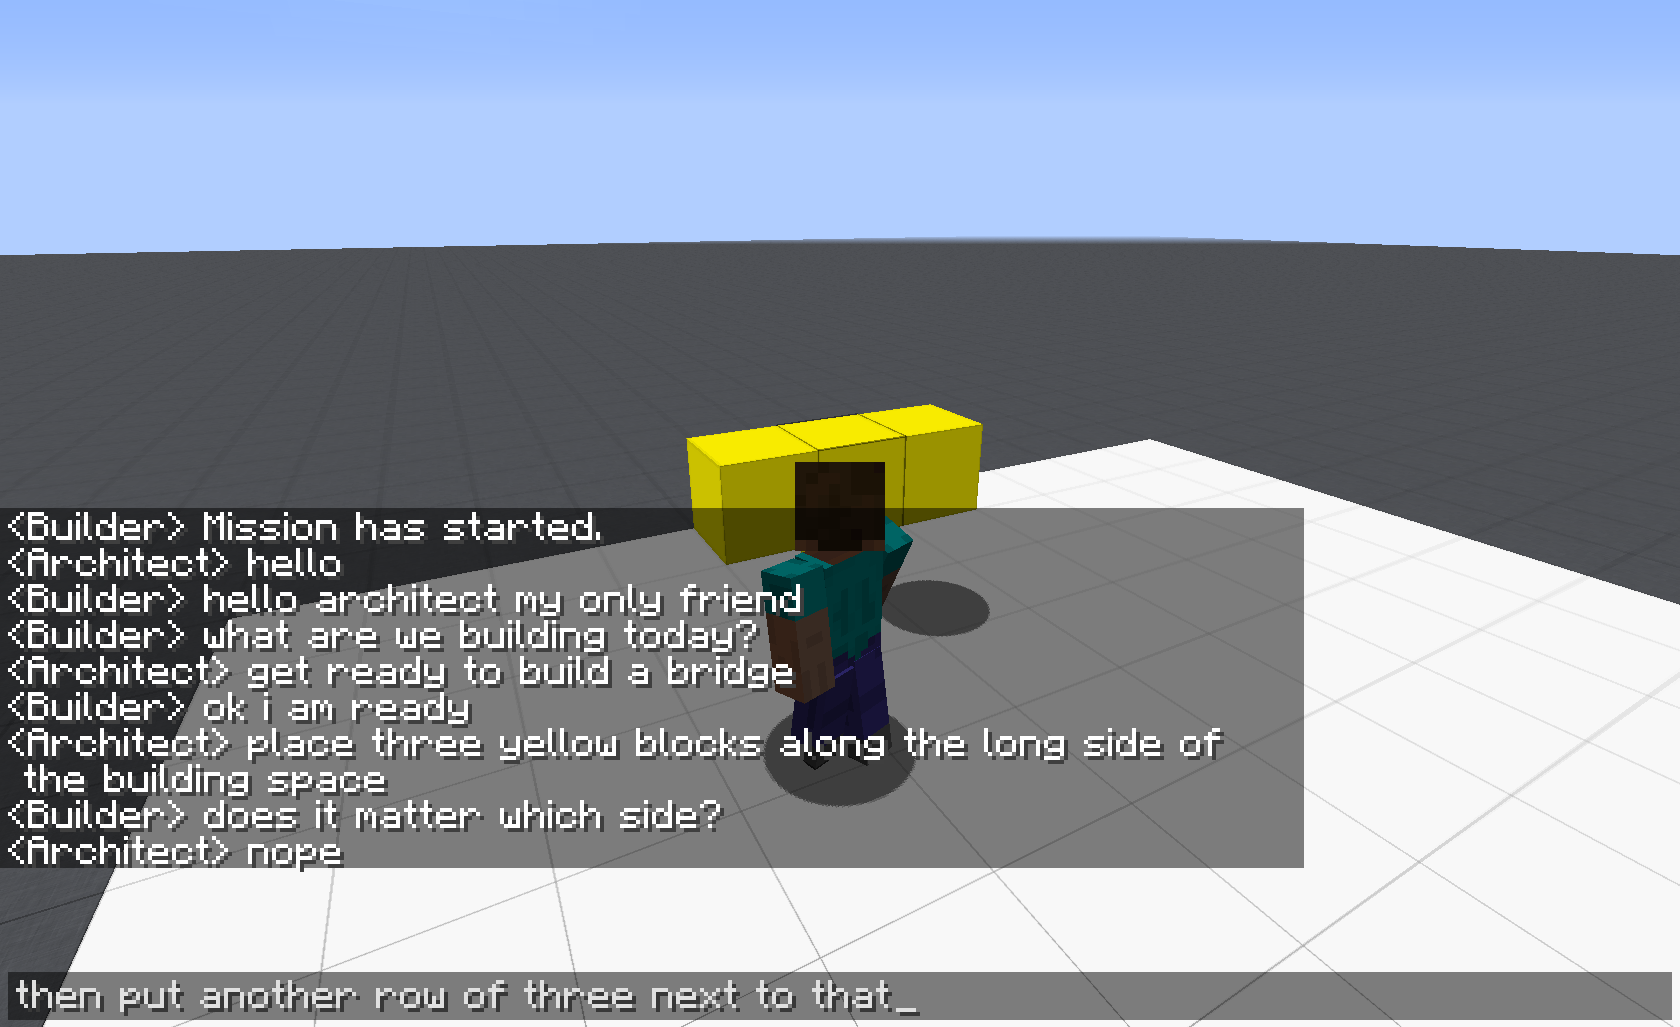 <Builder> Mission has started.
<Architect> hello
<Builder> hello architect my only friend
<Builder> what are we building today?
<Architect> get ready to build a bridge
<Builder> ok i am ready
<Architect> place three yellow blocks along the long side of
the building space
<Builder> does it matter which side?
<Architect> nope
then put another row of three next to that_